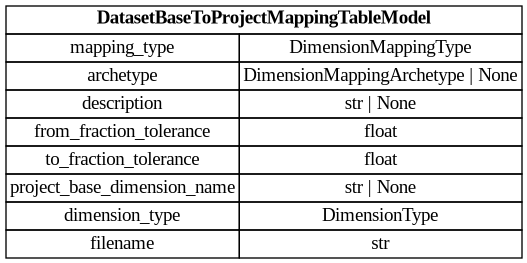 DatasetBaseToProjectMappingTableModel
mapping_type DimensionMappingType
archetype DimensionMappingArchetype | None
description str | None
from_fraction_tolerance float
to_fraction_tolerance float
project_base_dimension_name str | None
dimension_type DimensionType
filename str